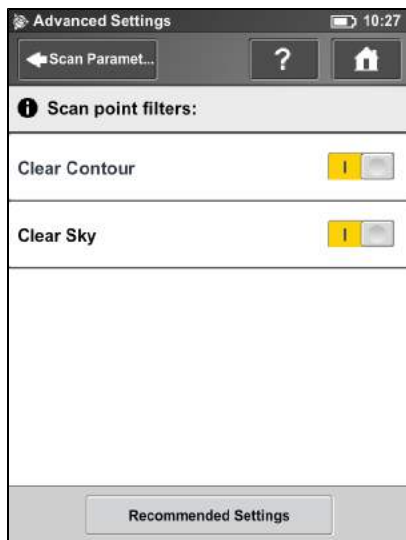 Advanced Settings 10:27
Scan Paramet... ?
Scan point filters:
Clear Contour I
Clear Sky I
Recommended Settings